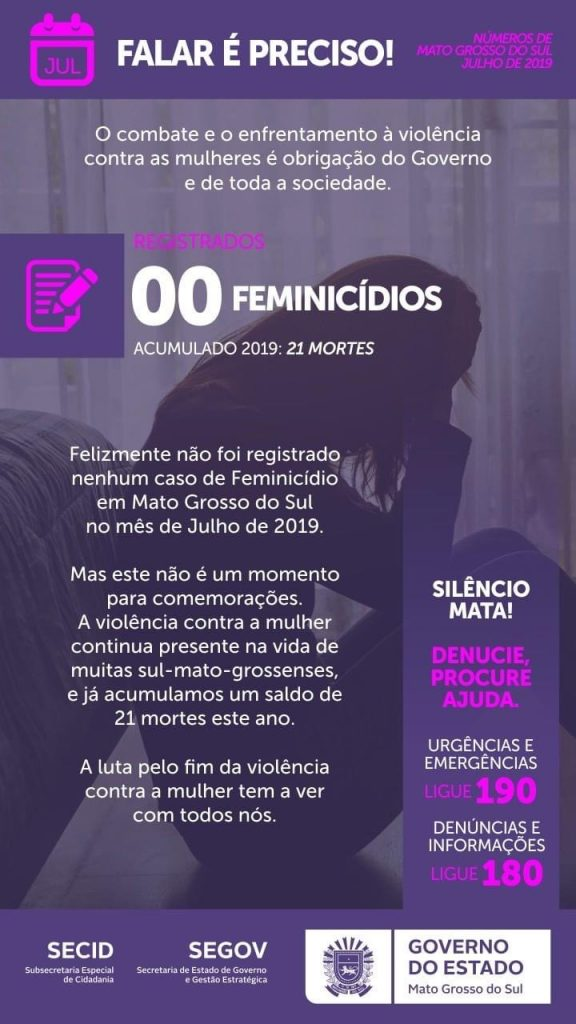 JUL
FALAR É PRECISO!
NÚMEROS DE
MATO GROSSO DO SUL
JULHO DE 2019
O combate e o enfrentamento à violência
contra as mulheres é obrigação do Governo
e de toda a sociedade.
REGISTRADOS
00 FEMINICÍDIOS
ACUMULADO 2019: 21 MORTES
Felizmente não foi registrado
nenhum caso de Feminicídio
em Mato Grosso do Sul
no mês de Julho de 2019.
Mas este não é um momento
para comemorações.
A violência contra a mulher
continua presente na vida de
muitas sul-mato-grossenses,
e já acumulamos um saldo de
21 mortes este ano.
A luta pelo fim da violência
contra a mulher tem a ver
com todos nós.
SILÊNCIO
MATA!
DENUCIE,
PROCURE
AJUDA.
URGÊNCIAS E
EMERGÊNCIAS
LIGUE 190
DENÚNCIAS E
INFORMAÇÕES
LIGUE 180
SECID
Subsecretaria Especial
de Cidadania
SEGOV
Secretaria de Estado de Governo
e Gestão Estratégica
GOVERNO
DO ESTADO
Mato Grosso do Sul